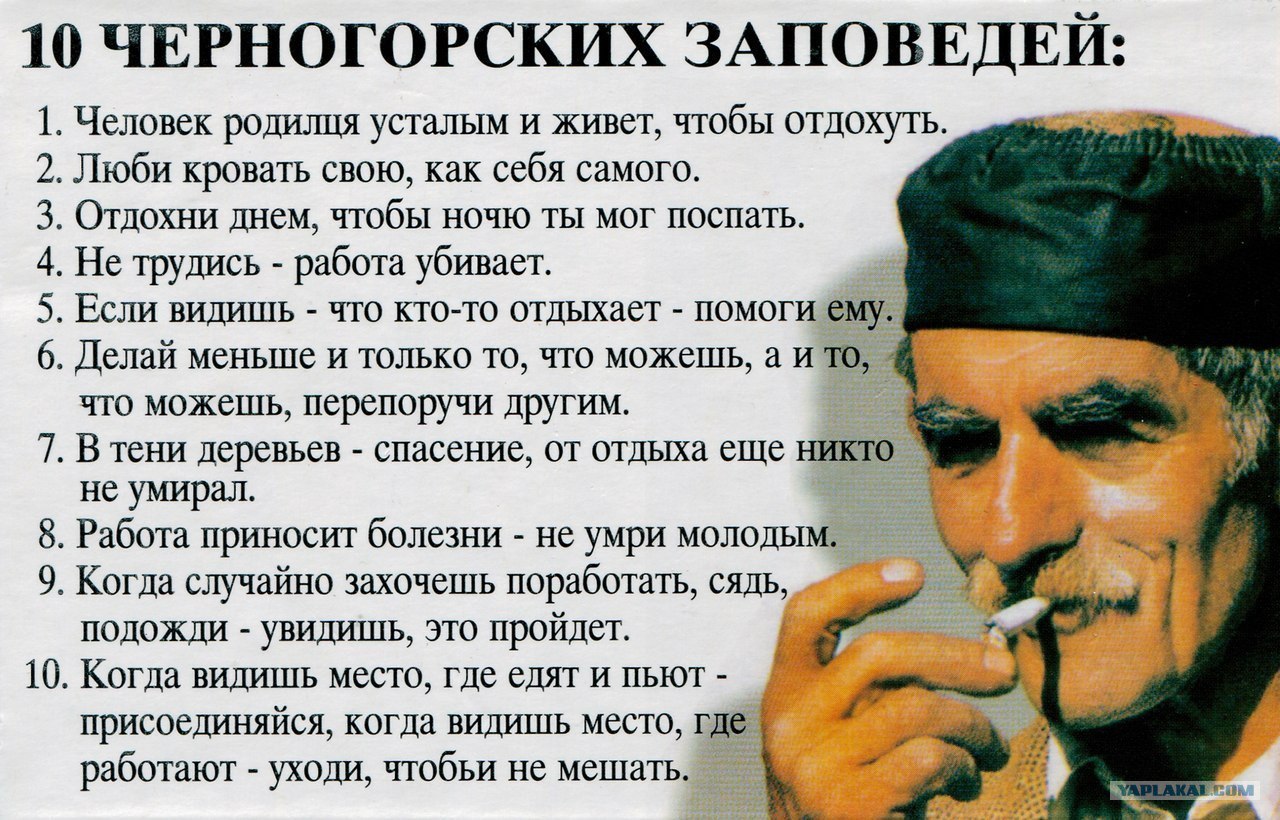 10 ЧЕРНОГОРСКИХ ЗАПОВЕДЕЙ:
1. Человек родилця усталым и живет, чтобы отдохуть.
2. Люби кровать свою, как себя самого.
3. Отдохни днем, чтобы ночю ты мог поспать.
4. Не трудись - работа убивает.
5. Если видишь - что кто-то отдыхает - помоги ему.
6. Делай меньше и только то, что можешь, а и то,
что можешь, перепоручи другим.
7. В тени деревьев - спасение, от отдыха еще никто
не умирал.
8. Работа приносит болезни - не умри молодым.
9. Когда случайно захочешь поработать, сядь,
подожди - увидишь, это пройдет.
10. Когда видишь место, где едят и пьют -
присоединяйся, когда видишь место, где
работают - уходи, чтобьи не мешать.
YAPLAKAL.COM